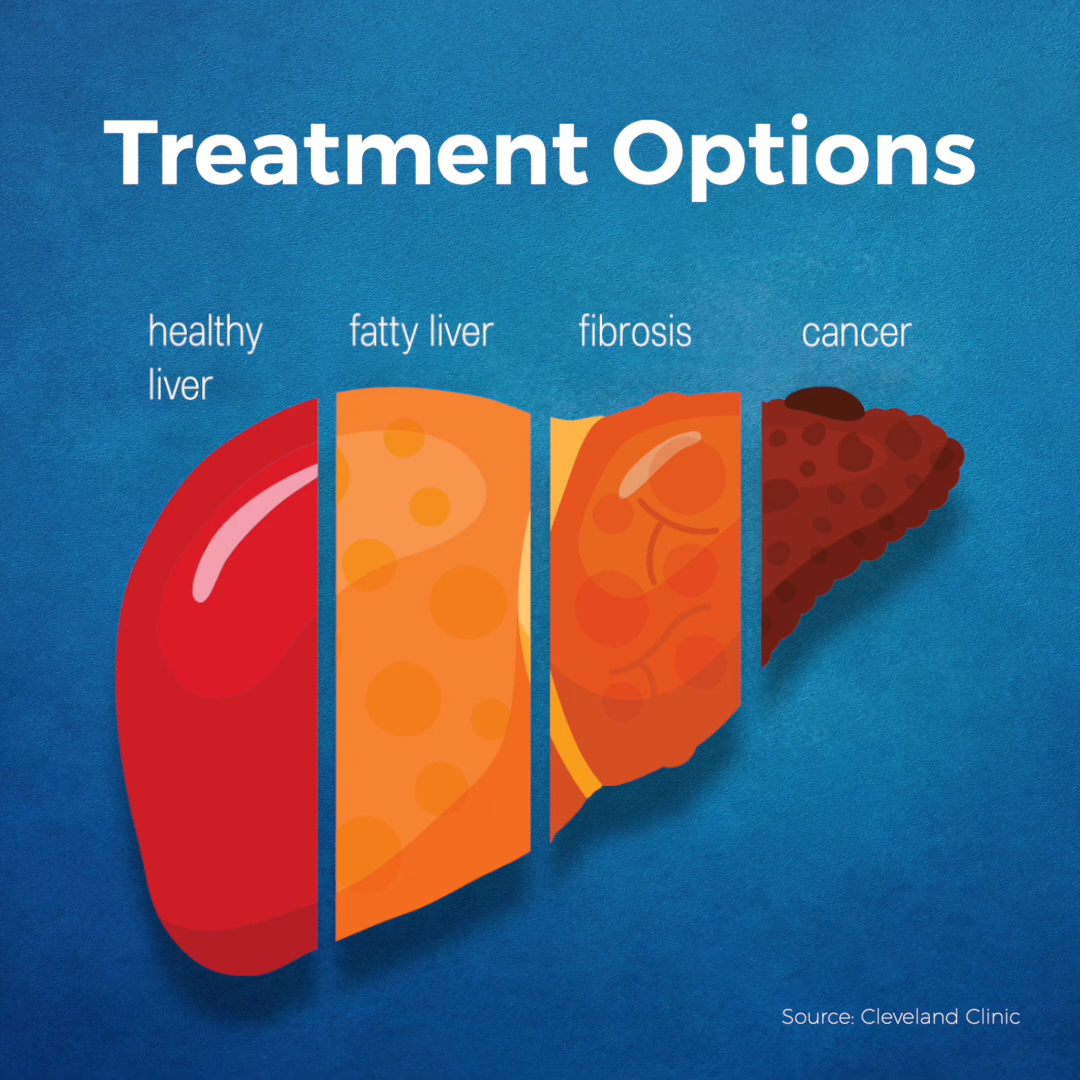 Treatment Options
healthy
liver
fatty liver
fibrosis
cancer
Source: Cleveland Clinic